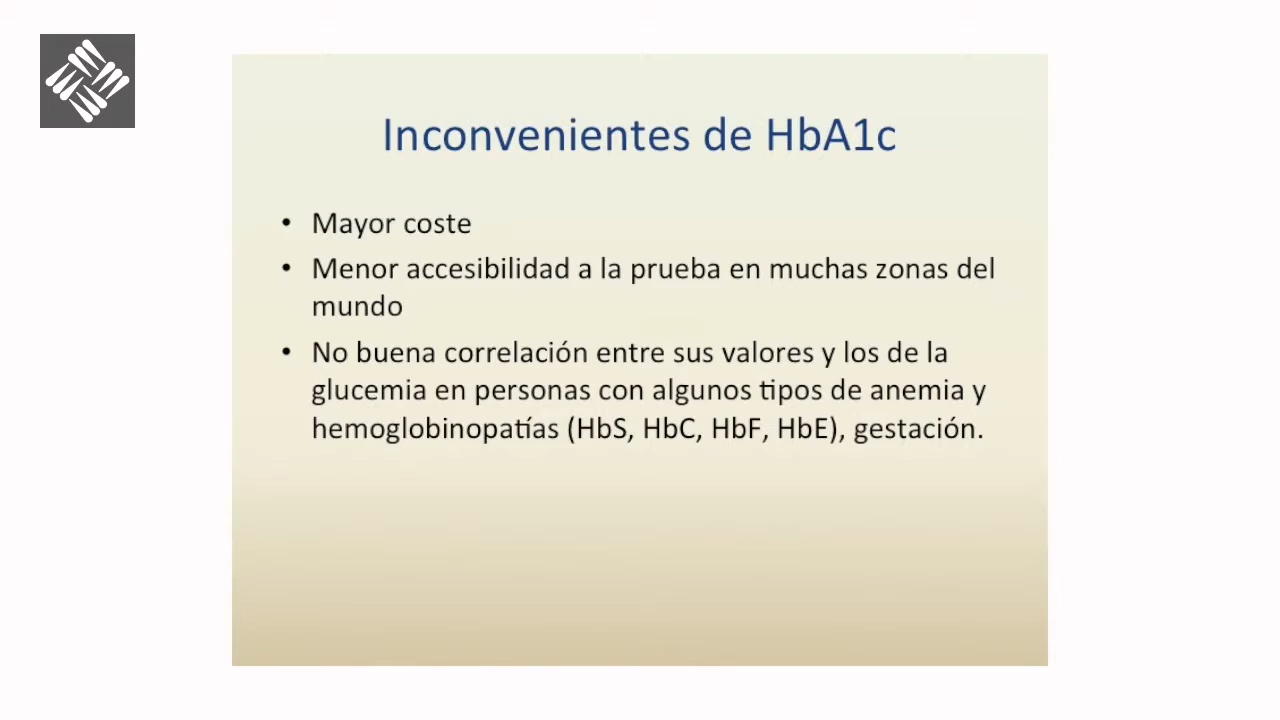 Inconvenientes de HbA1c
• Mayor coste
• Menor accesibilidad a la prueba en muchas zonas del
mundo
• No buena correlación entre sus valores y los de la
glucemia en personas con algunos tipos de anemia y
hemoglobinopatías (HbS, HbC, HbF, HbE), gestación.